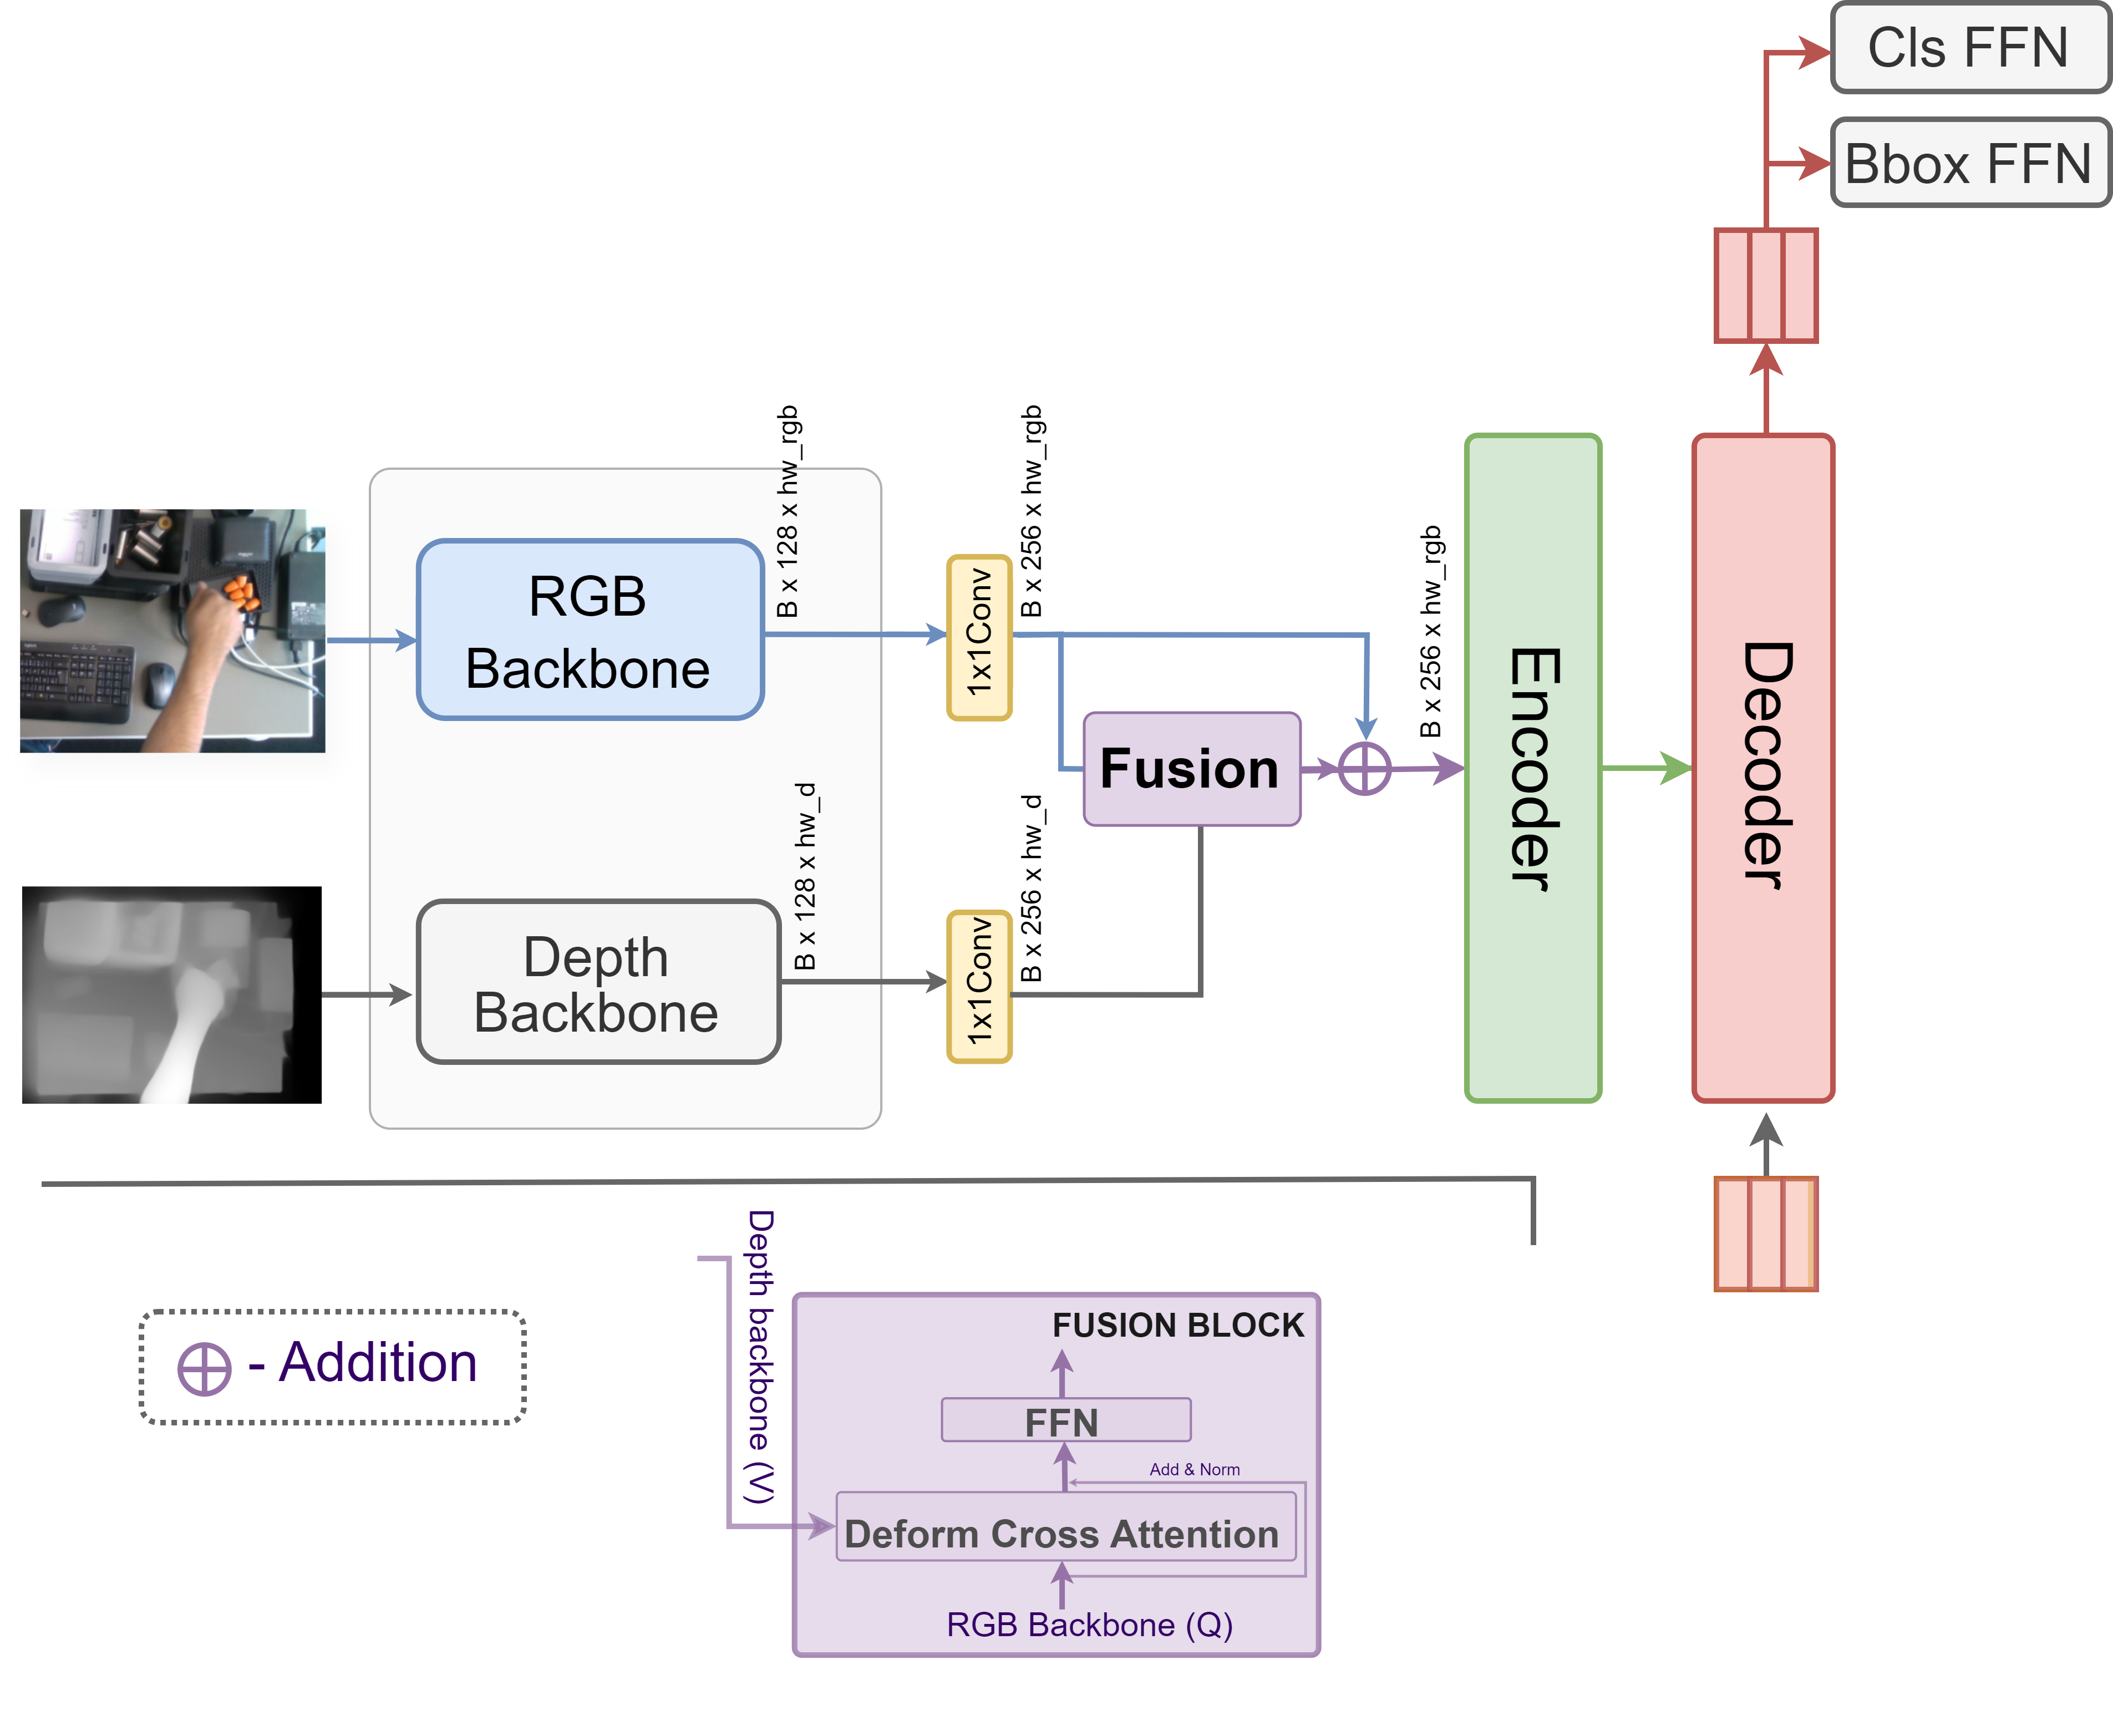 Cls FFN
Bbox FFN
B x 128 x hw_rgb
B x 256 x hw_rgb
RGB
Backbone
1x1Conv
B x 256 x hw_rgb
Fusion
Encoder
Decoder
B x 128 x hw_d
B x 256 x hw_d
Depth
Backbone
1x1Conv
Depth backbone (V)
FUSION BLOCK
- Addition
FFN
Add & Norm
Deform Cross Attention
RGB Backbone (Q)